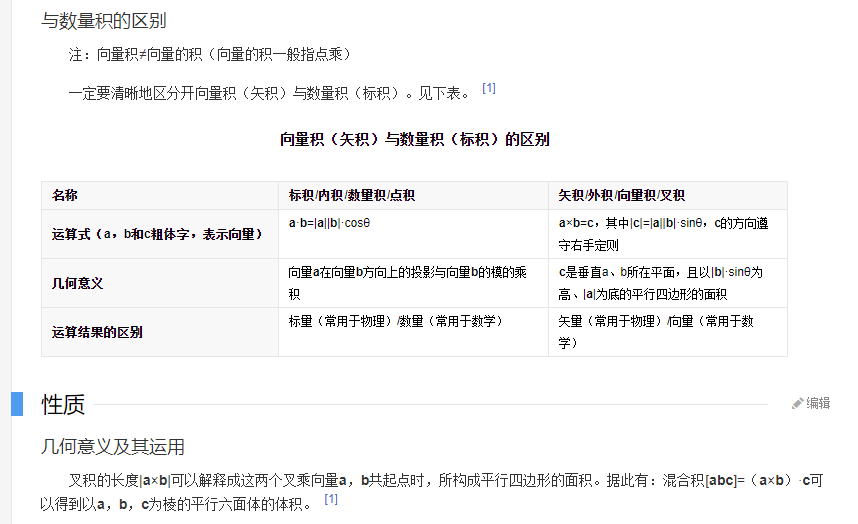 与数量积的区别
注：向量积≠向量的积（向量的积一般指点乘）
一定要清晰地区分开向量积（矢积）与数量积（标积）。见下表。 [1]
向量积（矢积）与数量积（标积）的区别
名称
标积/内积/数量积/点积
矢积/外积/向量积/叉积
运算式（a，b和c粗体字，表示向量）
a·b=|a||b|·cosθ
a×b=c，其中|c|=|a||b|·sinθ，c的方向遵
守右手定则
几何意义
向量a在向量b方向上的投影与向量b的模的乘
积
c是垂直a、b所在平面，且以|b|·sinθ为
高、|a|为底的平行四边形的面积
运算结果的区别
标量（常用于物理）/数量（常用于数学）
矢量（常用于物理）/向量（常用于数
学）
性质
编辑
几何意义及其运用
叉积的长度|a×b|可以解释成这两个叉乘向量a，b共起点时，所构成平行四边形的面积。据此有：混合积[abc]=（a×b）·c可
以得到以a，b，c为棱的平行六面体的体积。 [1]